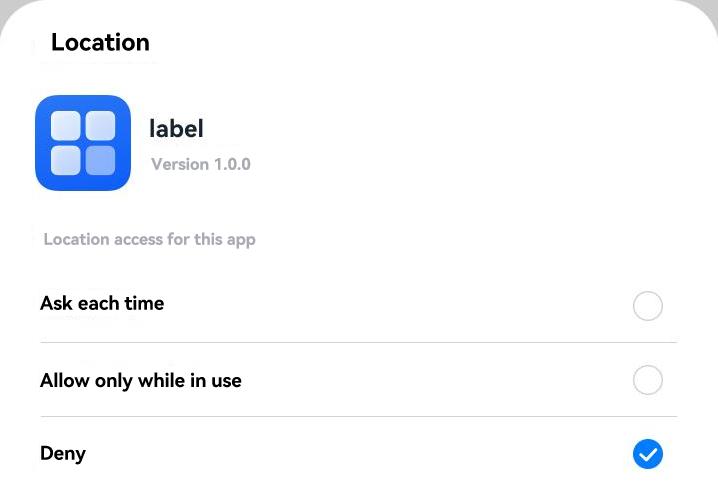 Location
label
Version 1.0.0
Location access for this app
Ask each time
Allow only while in use
Deny